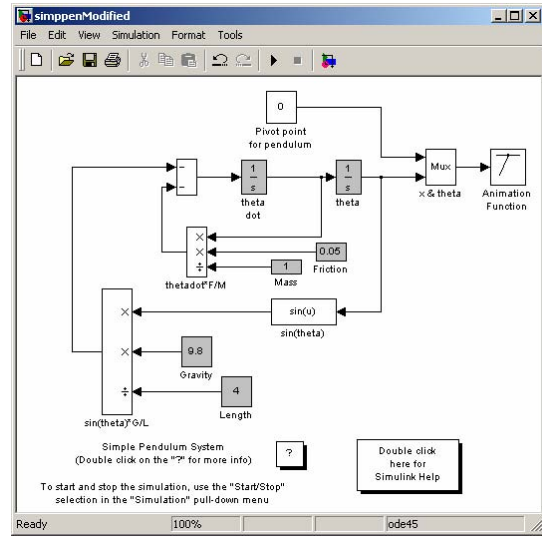 simppenModified
File Edit View Simulation Format Tools
0
Pivot point
for pendulum
1
s
theta
dot
1
s
theta
Mux
x & theta
Animation
Function
thetadot*F/M
0.05
Friction
1
Mass
sin(u)
sin(theta)
9.8
Gravity
4
Length
sin(theta)*G/L
Simple Pendulum System
(Double click on the "?" for more info)
?
Double click
here for
Simulink Help
To start and stop the simulation, use the "Start/Stop"
selection in the "Simulation" pull-down menu
Ready 100% ode45